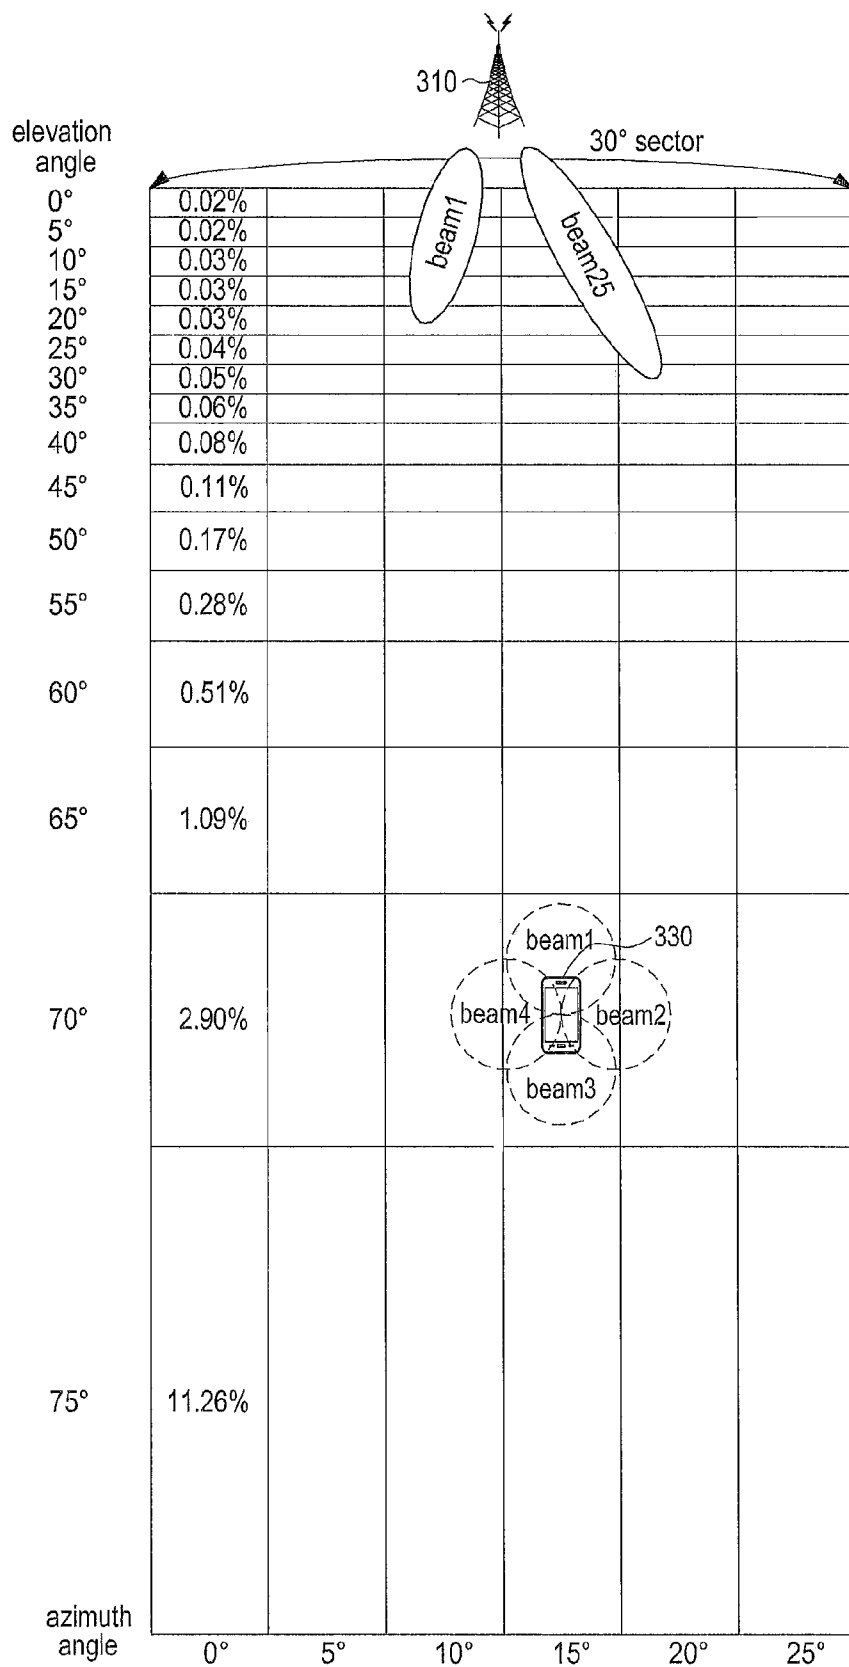 310
elevation
angle
30° sector
0° 0.02%
5° 0.02%
10° 0.03%
15° 0.03%
20° 0.03%
25° 0.04%
30° 0.05%
35° 0.06%
40° 0.08%
45° 0.11%
50° 0.17%
55° 0.28%
60° 0.51%
65° 1.09%
70° 2.90%
75° 11.26%
beam1
beam25
beam1
330
beam4
beam2
beam3
azimuth
angle
0° 5° 10° 15° 20° 25°